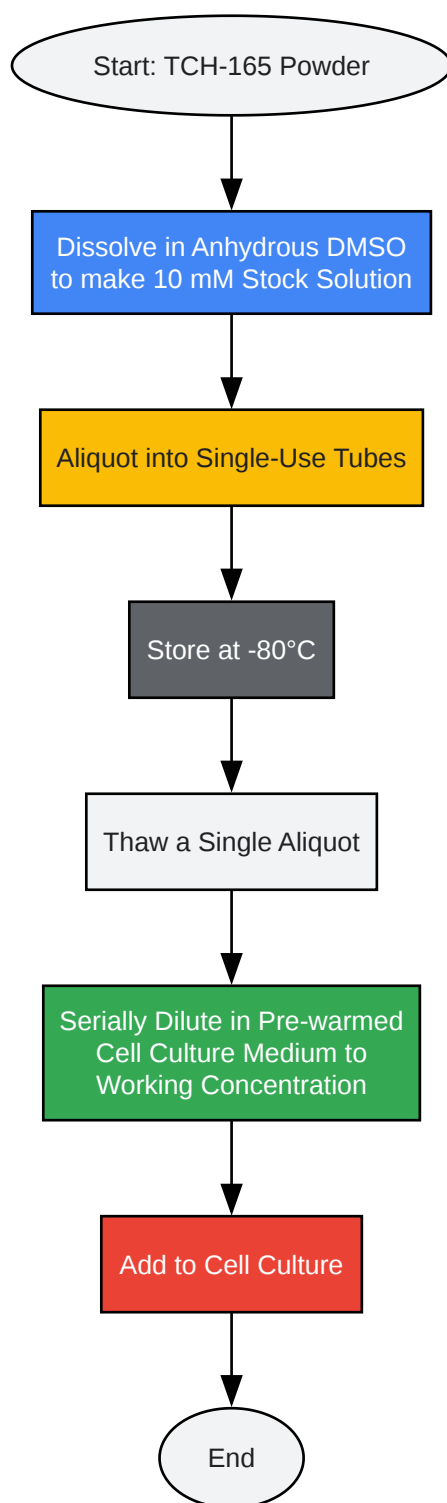 Start: TCH-165 Powder
Dissolve in Anhydrous DMSO
to make 10 mM Stock Solution
Aliquot into Single-Use Tubes
Store at -80°C
Thaw a Single Aliquot
Serially Dilute in Pre-warmed
Cell Culture Medium to
Working Concentration
Add to Cell Culture
End